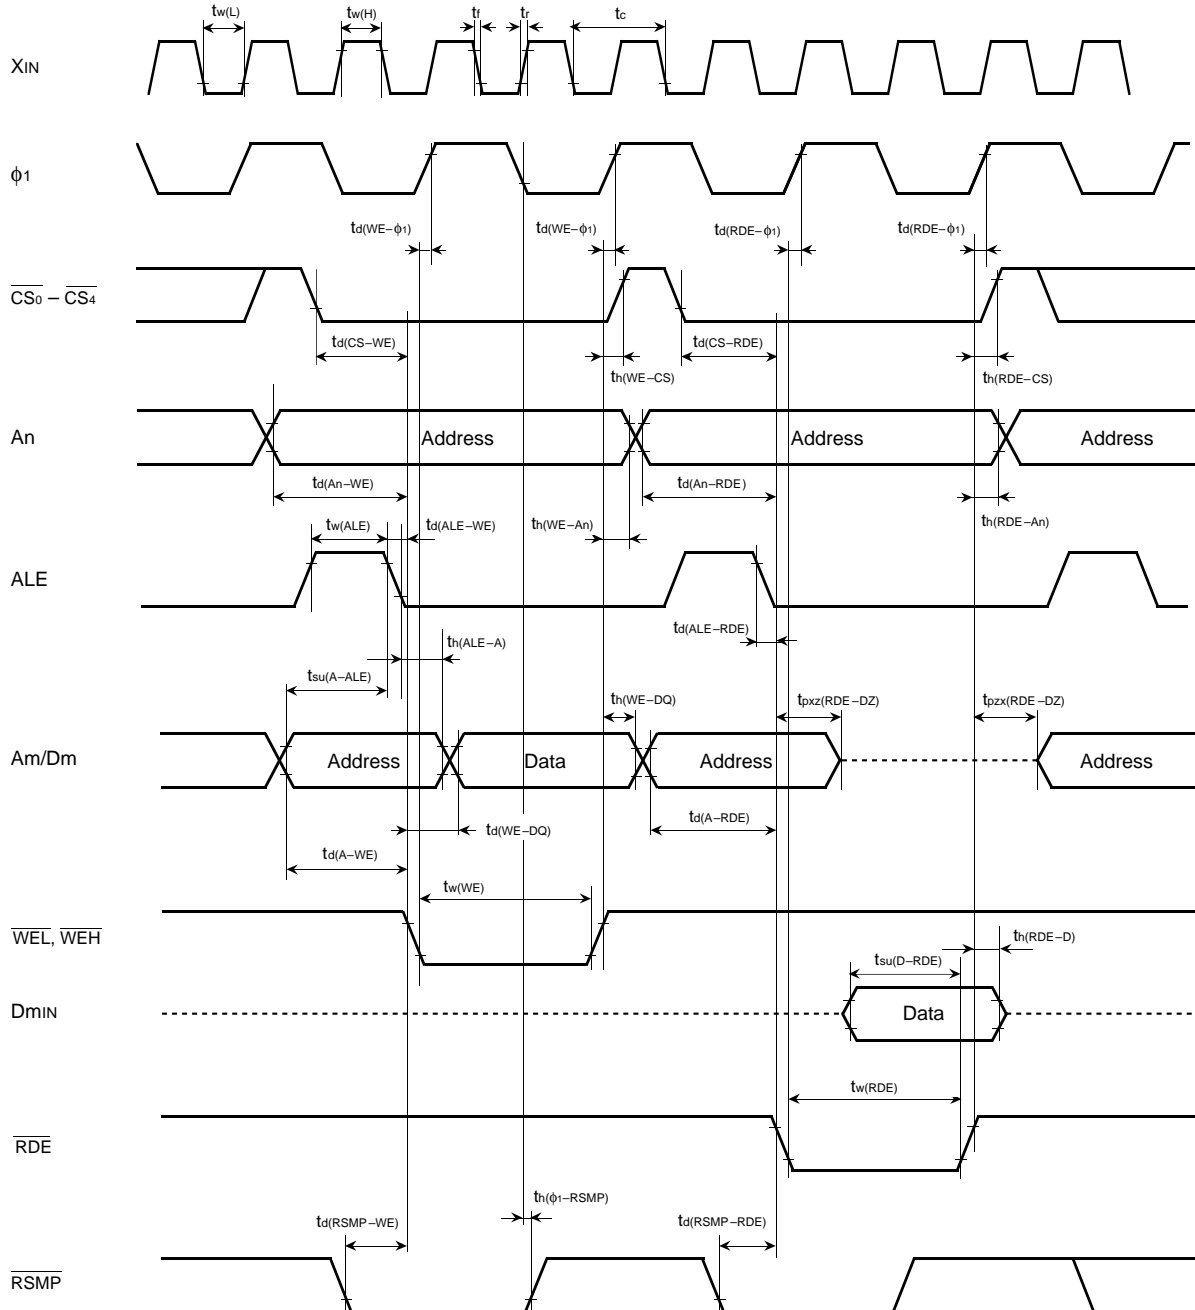 tw(L) tw(H) tf tr tc
XIN
ϕ1
td(WE–ϕ1) td(WE–ϕ1) td(RDE–ϕ1) td(RDE–ϕ1)
CS0 – CS4
td(CS–WE) td(CS–RDE)
th(WE–CS) th(RDE–CS)
An Address Address Address
td(An–WE) td(An–RDE)
tw(ALE) td(ALE–WE) th(WE–An) th(RDE–An)
ALE
td(ALE–RDE)
th(ALE–A)
tsu(A–ALE) th(WE–DQ) tpxz(RDE–DZ) tpzx(RDE–DZ)
Am/Dm Address Data Address Address
td(WE–DQ) td(A–RDE)
td(A–WE)
tw(WE)
WEL, WEH
th(RDE–D)
tsu(D–RDE)
DmIN Data
tw(RDE)
RDE
th(ϕ1–RSMP)
td(RSMP–WE) td(RSMP–RDE)
RSMP